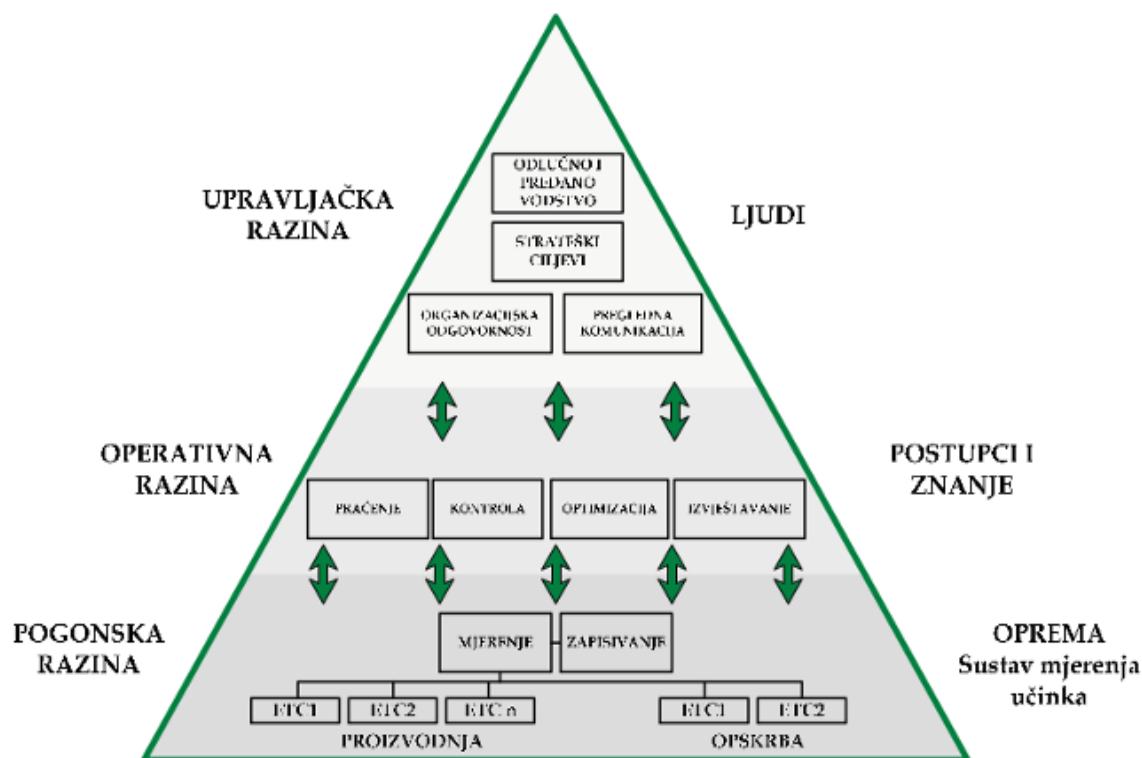 ODLUČNO I
PREDANO
VODSTVO
UPRAVLJAČKA
RAZINA
LJUDI
STRATEŠKI
CILJEVI
ORGANIZACIJSKA
ODGOVORNOST
PREGLEDNA
KOMUNIKACIJA
OPERATIVNA
RAZINA
POSTUPCI I
ZNANJE
PRAĆENJE
KONTROLA
OPTIMIZACIJA
IZVJEŠTAVANJE
POGONSKA
RAZINA
MJERENJE
ZAPISIVANJE
OPREMA
Sustav mjerenja
učinka
ETC1
ETC2
ETC n
ETC1
ETC2
PROIZVODNJA
OPSKRBA